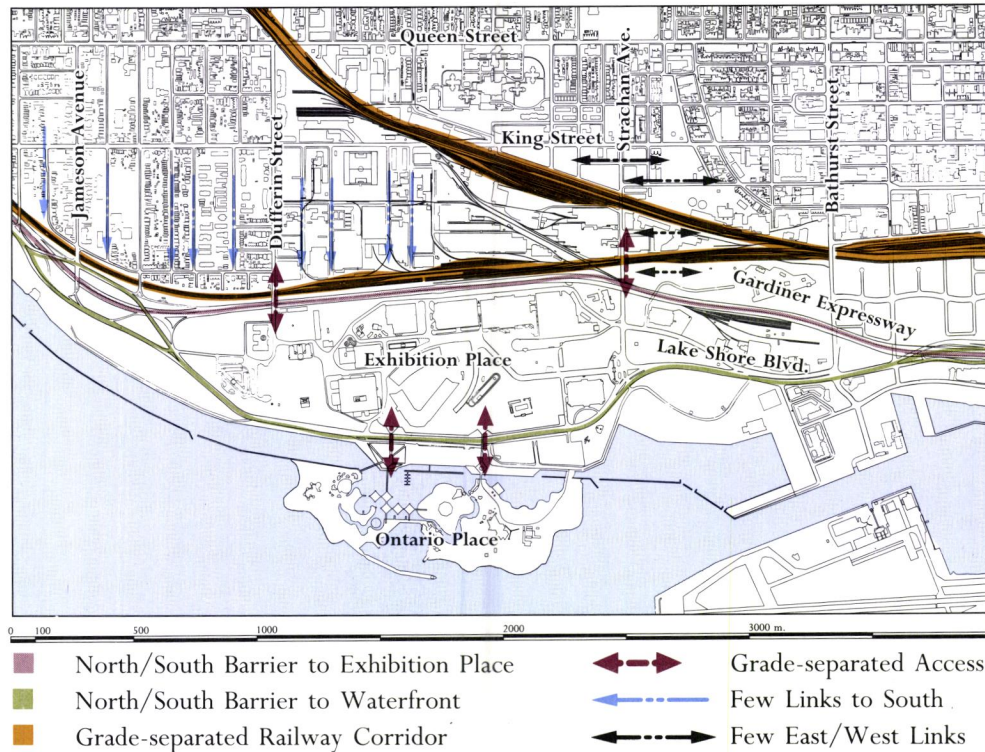 Queen Street
Jameson Avenue
Dufferin Street
King Street
Strachan Ave.
Bathurst Street
Gardiner Expressway
Exhibition Place
Lake Shore Blvd.
Ontario Place
0 100 500 1000 2000 3000 m.
North/South Barrier to Exhibition Place
North/South Barrier to Waterfront
Grade-separated Railway Corridor
Grade-separated Access
Few Links to South
Few East/West Links